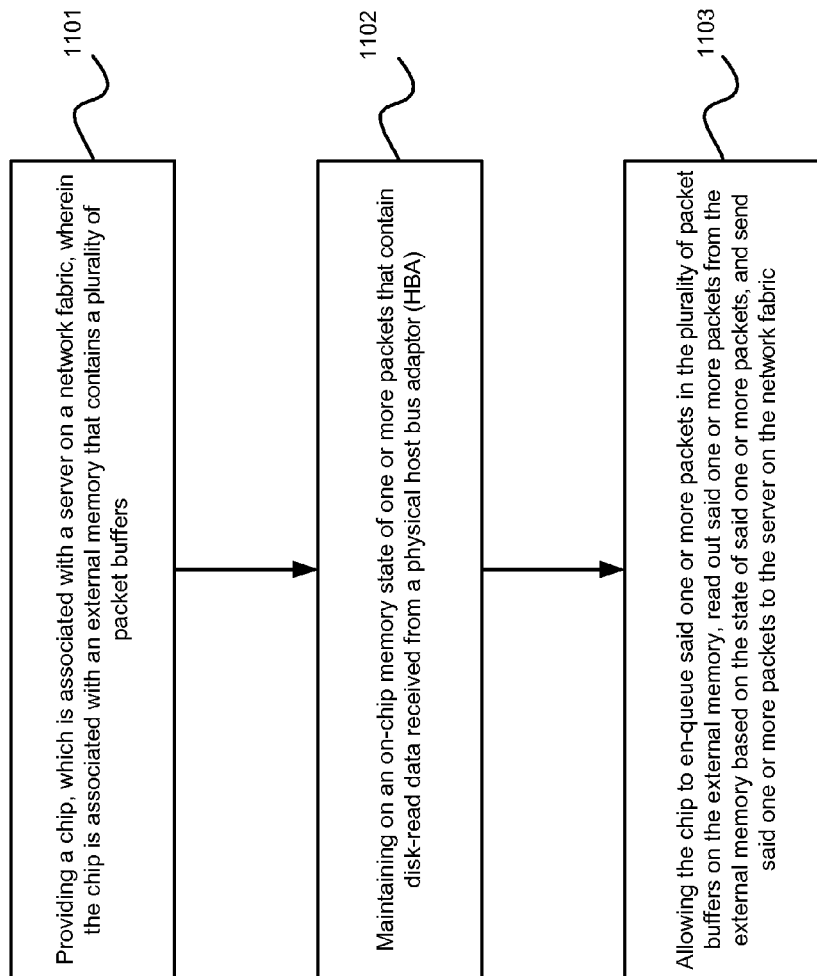 1101
Providing a chip, which is associated with a server on a network fabric, wherein
the chip is associated with an external memory that contains a plurality of
packet buffers
1102
Maintaining on an on-chip memory state of one or more packets that contain
disk-read data received from a physical host bus adaptor (HBA)
1103
Allowing the chip to en-queue said one or more packets in the plurality of packet
buffers on the external memory, read out said one or more packets from the
external memory based on the state of said one or more packets, and send
said one or more packets to the server on the network fabric